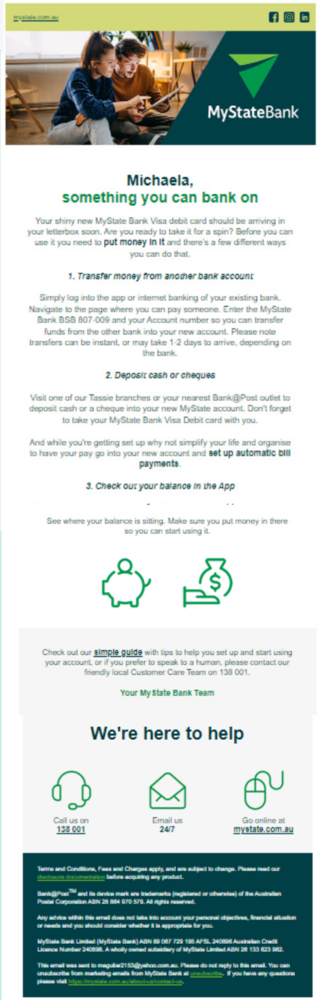 mystate.com.au
MyStateBank
Michaela,
something you can bank on
Your shiny new MyState Bank Visa debit card should be arriving in
your letterbox soon. Are you ready to take it for a spin? Before you can
use it you need to put money in it and there's a few different ways
you can do that.
1. Transfer money from another bank account
Simply log into the app or internet banking of your existing bank.
Navigate to the page where you can pay someone. Enter the MyState
Bank BSB 807-009 and your Account number so you can transfer
funds from the other bank into your new account. Please note
transfers can be instant, or may take 1-2 days to arrive, depending on
the bank.
2. Deposit cash or cheques
Visit one of our Tassie branches or your nearest Bank@Post outlet to
deposit cash or a cheque into your new MyState account. Don't forget
to take your MyState Bank Visa Debit card with you.
And while you're getting set up why not simplify your life and organise
to have your pay go into your new account and set up automatic bill
payments.
3. Check out your balance in the App
See where your balance is sitting. Make sure you put money in there
so you can start using it.
$
Check out our simple guide with tips to help you set up and start using
your account, or if you prefer to speak to a human, please contact our
friendly local Customer Care Team on 138 001.
Your MyState Bank Team
We're here to help
Call us on
138 001
Email us
24/7
Go online at
mystate.com.au
Terms and Conditions, Fees and Charges apply, and are subject to change. Please read our
disclosure documentation before acquiring any product.
Bank@Post™ and its device mark are trademarks (registered or otherwise) of the Australian
Postal Corporation ABN 28 864 970 579. All rights reserved.
Any advice within this email does not take into account your personal objectives, financial situation
or needs and you should consider whether it is appropriate for you.
MyState Bank Limited (MyState Bank) ABN 89 067 729 195 AFSL 240896 Australian Credit
Licence Number 240896. A wholly owned subsidiary of MyState Limited ABN 26 133 623 962.
This email was sent to meguitar2153@yahoo.com.au. Please do not reply to this email. You can
unsubscribe from marketing emails from MyState Bank at unsubscribe. If you have any questions
please visit https://mystate.com.au/about-us/contact-us.